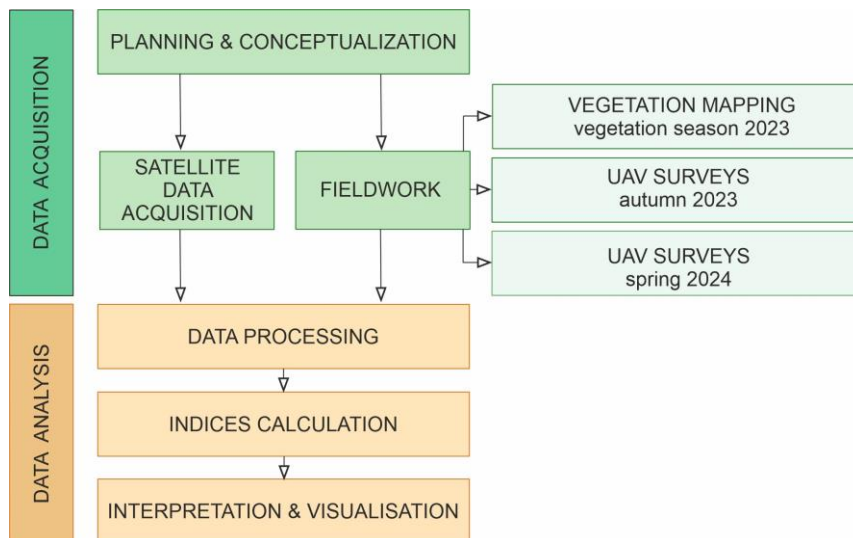 DATA ACQUISITION
PLANNING & CONCEPTUALIZATION
SATELLITE
DATA
ACQUISITION
FIELDWORK
VEGETATION MAPPING
vegetation season 2023
UAV SURVEYS
autumn 2023
UAV SURVEYS
spring 2024
DATA ANALYSIS
DATA PROCESSING
INDICES CALCULATION
INTERPRETATION & VISUALISATION